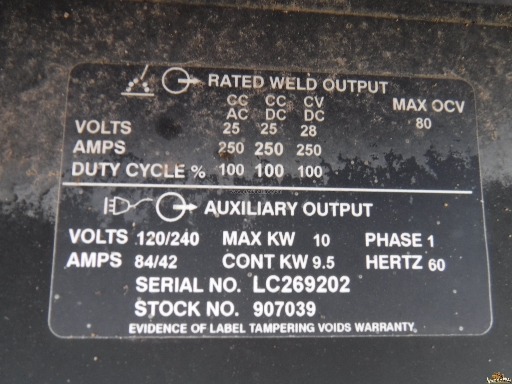 RATED WELD OUTPUT
CC CC CV
AC DC DC MAX OCV
VOLTS 25 25 28 80
AMPS 250 250 250
DUTY CYCLE % 100 100 100
AUXILIARY OUTPUT
VOLTS 120/240 MAX KW 10 PHASE 1
AMPS 84/42 CONT KW 9.5 HERTZ 60
SERIAL NO. LC269202
STOCK NO. 907039
EVIDENCE OF LABEL TAMPERING VOIDS WARRANTY.